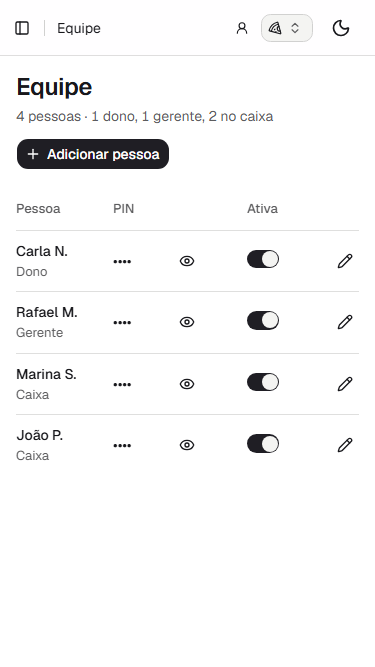 Equipe
Equipe
4 pessoas · 1 dono, 1 gerente, 2 no caixa
Adicionar pessoa
Pessoa PIN Ativa
Carla N.
Dono
••••
Rafael M.
Gerente
••••
Marina S.
Caixa
••••
João P.
Caixa
••••